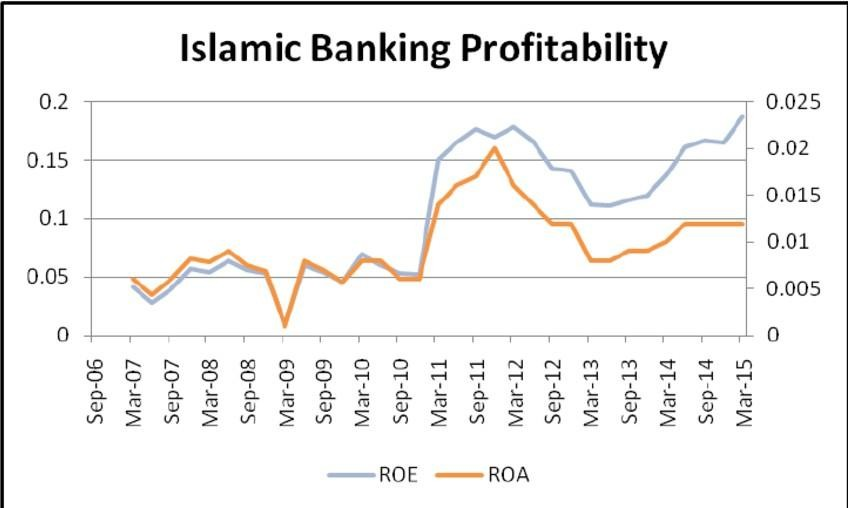 Islamic Banking Profitability
0.2
0.15
0.1
0.05
0
0.025
0.02
0.015
0.01
0.005
0
Sep-06
Mar-07
Sep-07
Mar-08
Sep-08
Mar-09
Sep-09
Mar-10
Sep-10
Mar-11
Sep-11
Mar-12
Sep-12
Mar-13
Sep-13
Mar-14
Sep-14
Mar-15
ROE
ROA